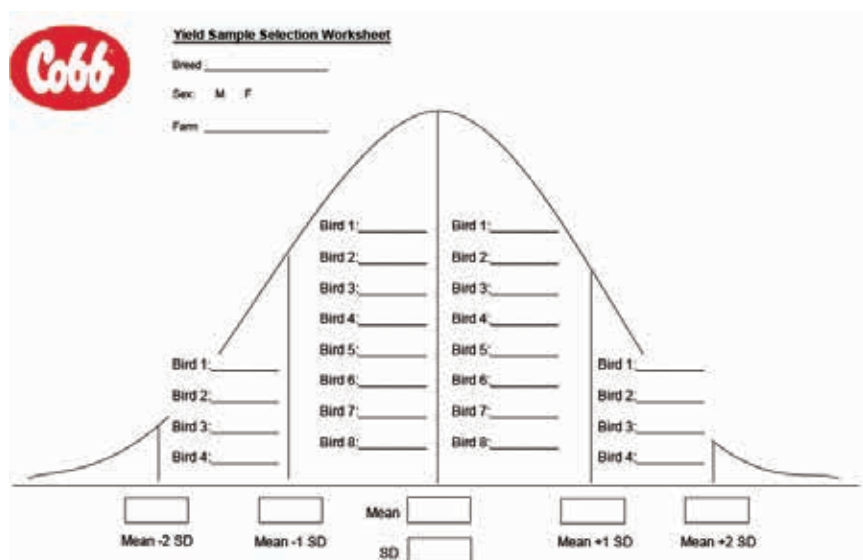 Cobb
Yield Sample Selection Worksheet
Breed
Sex: M F
Farm
Bird 1: Bird 1:
Bird 2: Bird 2:
Bird 3: Bird 3:
Bird 4: Bird 4:
Bird 5: Bird 5:
Bird 6: Bird 6:
Bird 7: Bird 7:
Bird 8: Bird 8:
Bird 1:
Bird 2:
Bird 3:
Bird 4:
Bird 1:
Bird 2:
Bird 3:
Bird 4:
Mean -2 SD
Mean -1 SD
Mean
SD
Mean +1 SD
Mean +2 SD